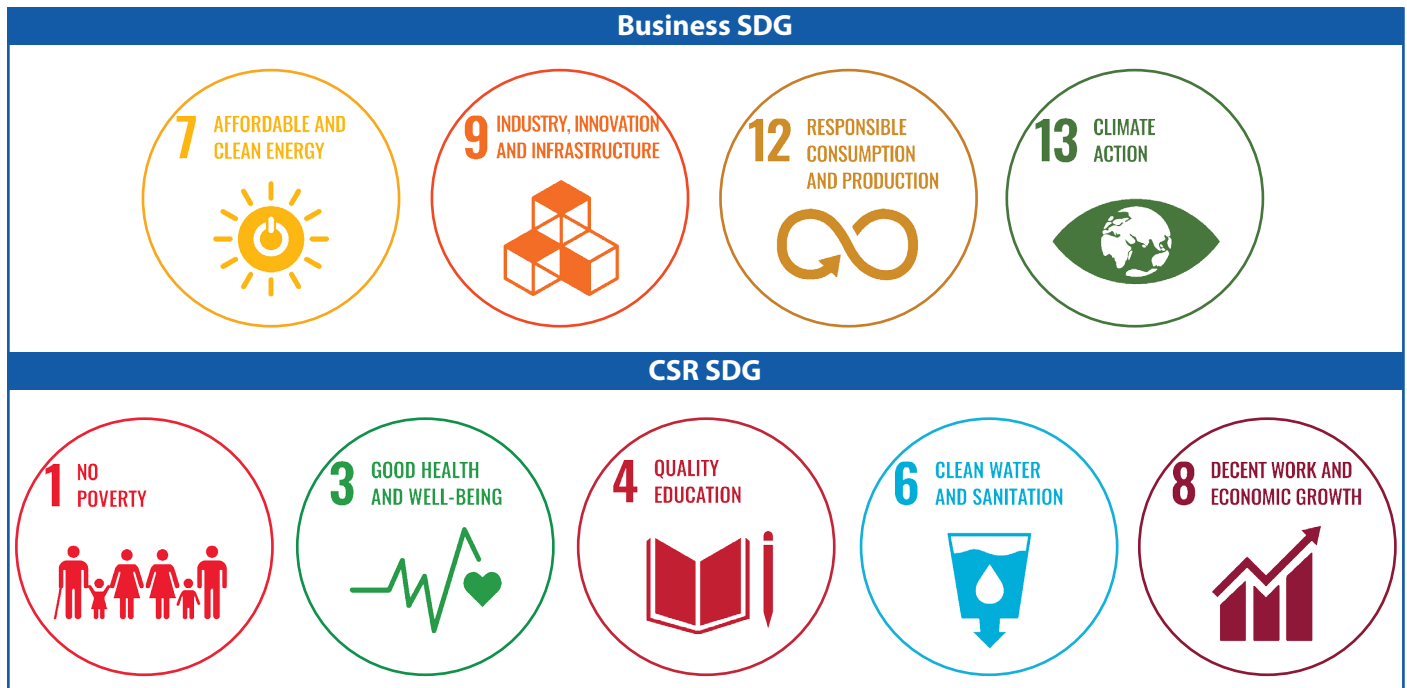 Business SDG
7 AFFORDABLE AND
CLEAN ENERGY
9 INDUSTRY, INNOVATION
AND INFRASTRUCTURE
12 RESPONSIBLE
CONSUMPTION
AND PRODUCTION
13 CLIMATE
ACTION
CSR SDG
1 NO
POVERTY
3 GOOD HEALTH
AND WELL-BEING
4 QUALITY
EDUCATION
6 CLEAN WATER
AND SANITATION
8 DECENT WORK AND
ECONOMIC GROWTH